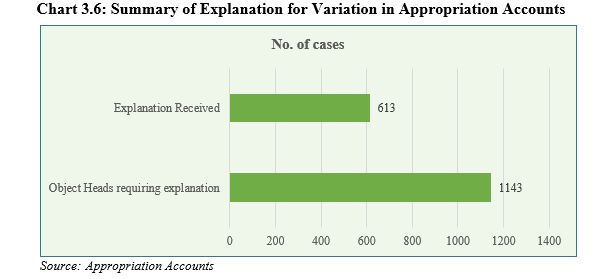 Chart 3.6: Summary of Explanation for Variation in Appropriation Accounts
No. of cases
Explanation Received
613
Object Heads requiring explanation
1143
0 200 400 600 800 1000 1200 1400
Source: Appropriation Accounts